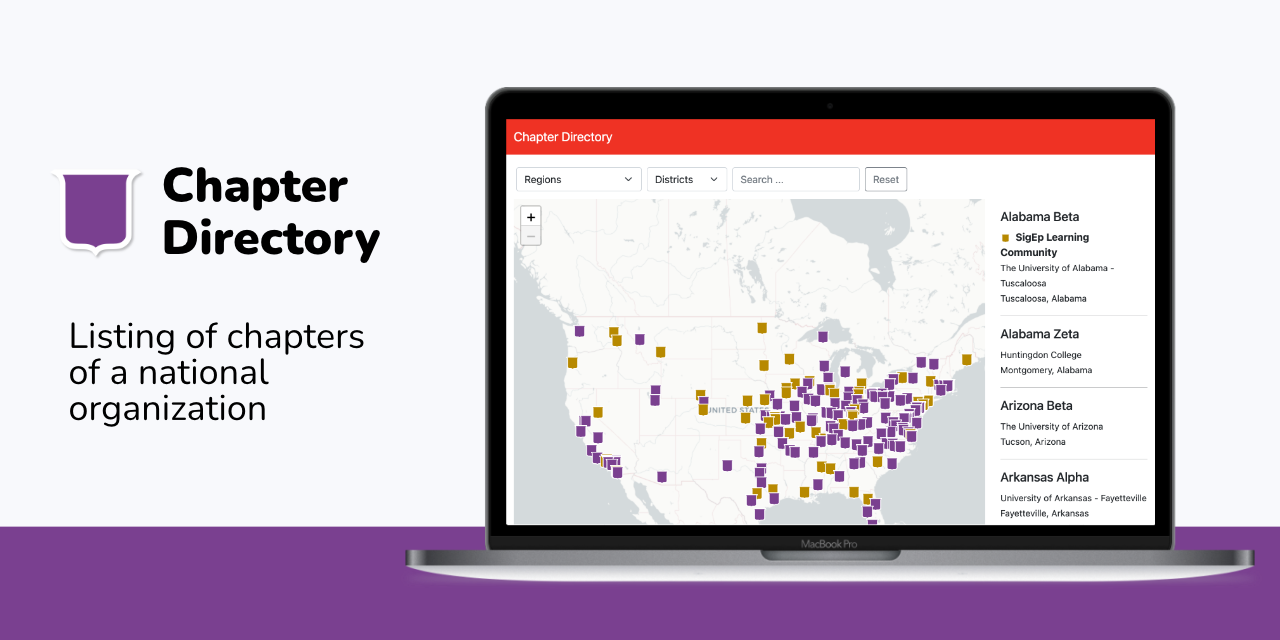 Chapter
Directory
Listing of chapters
of a national
organization
Chapter Directory
Regions
Districts
Search ...
Reset
+
−
UNITED STATES
Alabama Beta
SigEp Learning
Community
The University of Alabama -
Tuscaloosa
Tuscaloosa, Alabama
Alabama Zeta
Huntingdon College
Montgomery, Alabama
Arizona Beta
The University of Arizona
Tucson, Arizona
Arkansas Alpha
University of Arkansas - Fayetteville
Fayetteville, Arkansas
MacBook Pro